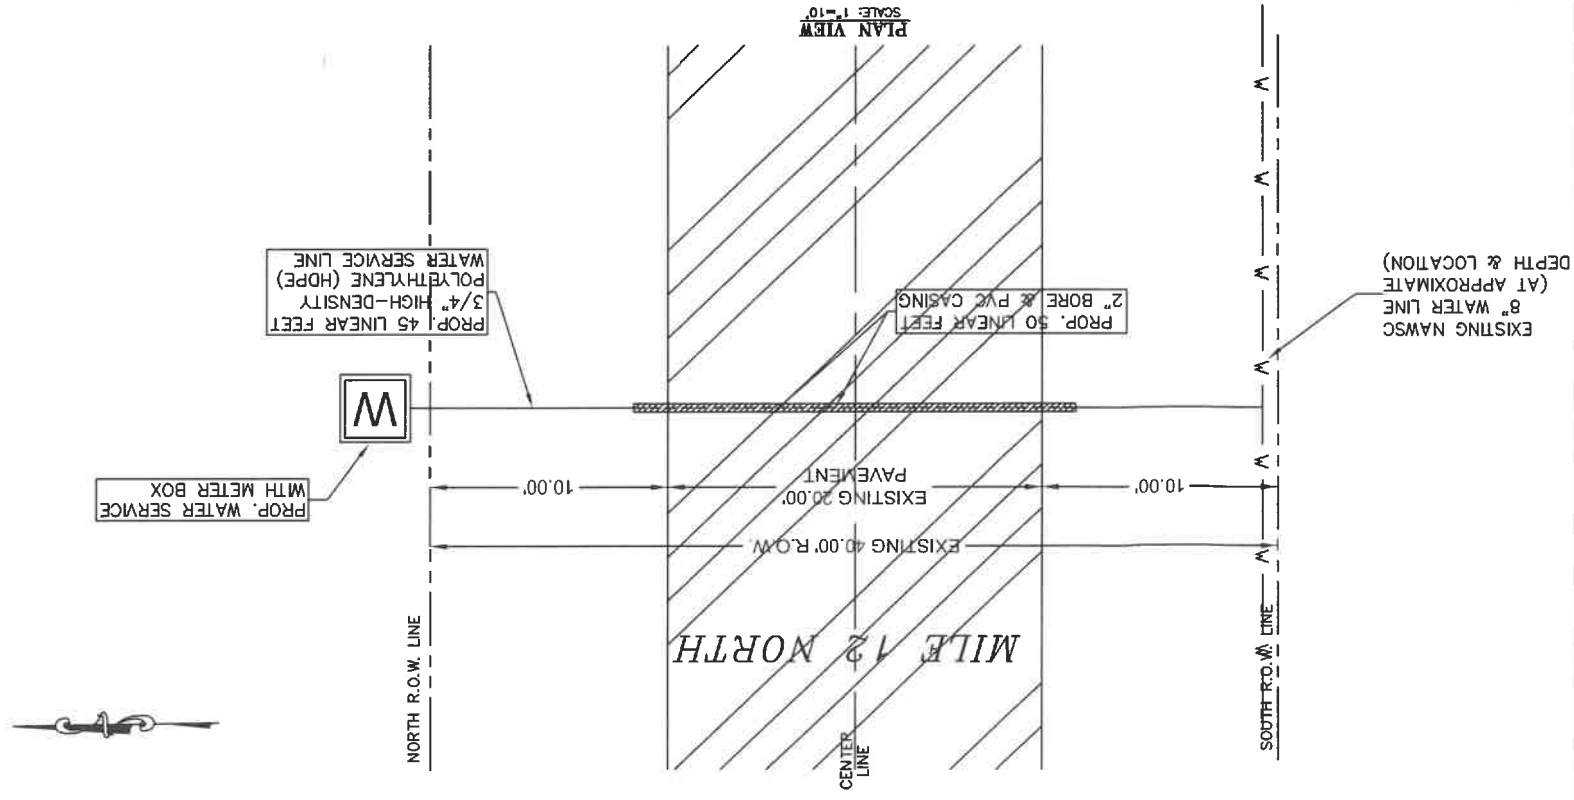 CENTER
LINE
SOUTH R.O.W. LINE
NORTH R.O.W. LINE
MILE 12 NORTH
EXISTING 40.00' R.O.W.
10.00'
EXISTING 20.00'
PAVEMENT
10.00'
PROP. WATER SERVICE
WITH METER BOX
W
W
W
W
W
W
W
W
W
EXISTING NAWSC
8" WATER LINE
(AT APPROXIMATE
DEPTH & LOCATION)
PROP. 50 LINEAR FEET
2" BORE & PVC CASING
PROP. 45 LINEAR FEET
3/4" HIGH-DENSITY
POLYETHYLENE (HDPE)
WATER SERVICE LINE
PLAN VIEW
SCALE: 1"=10'